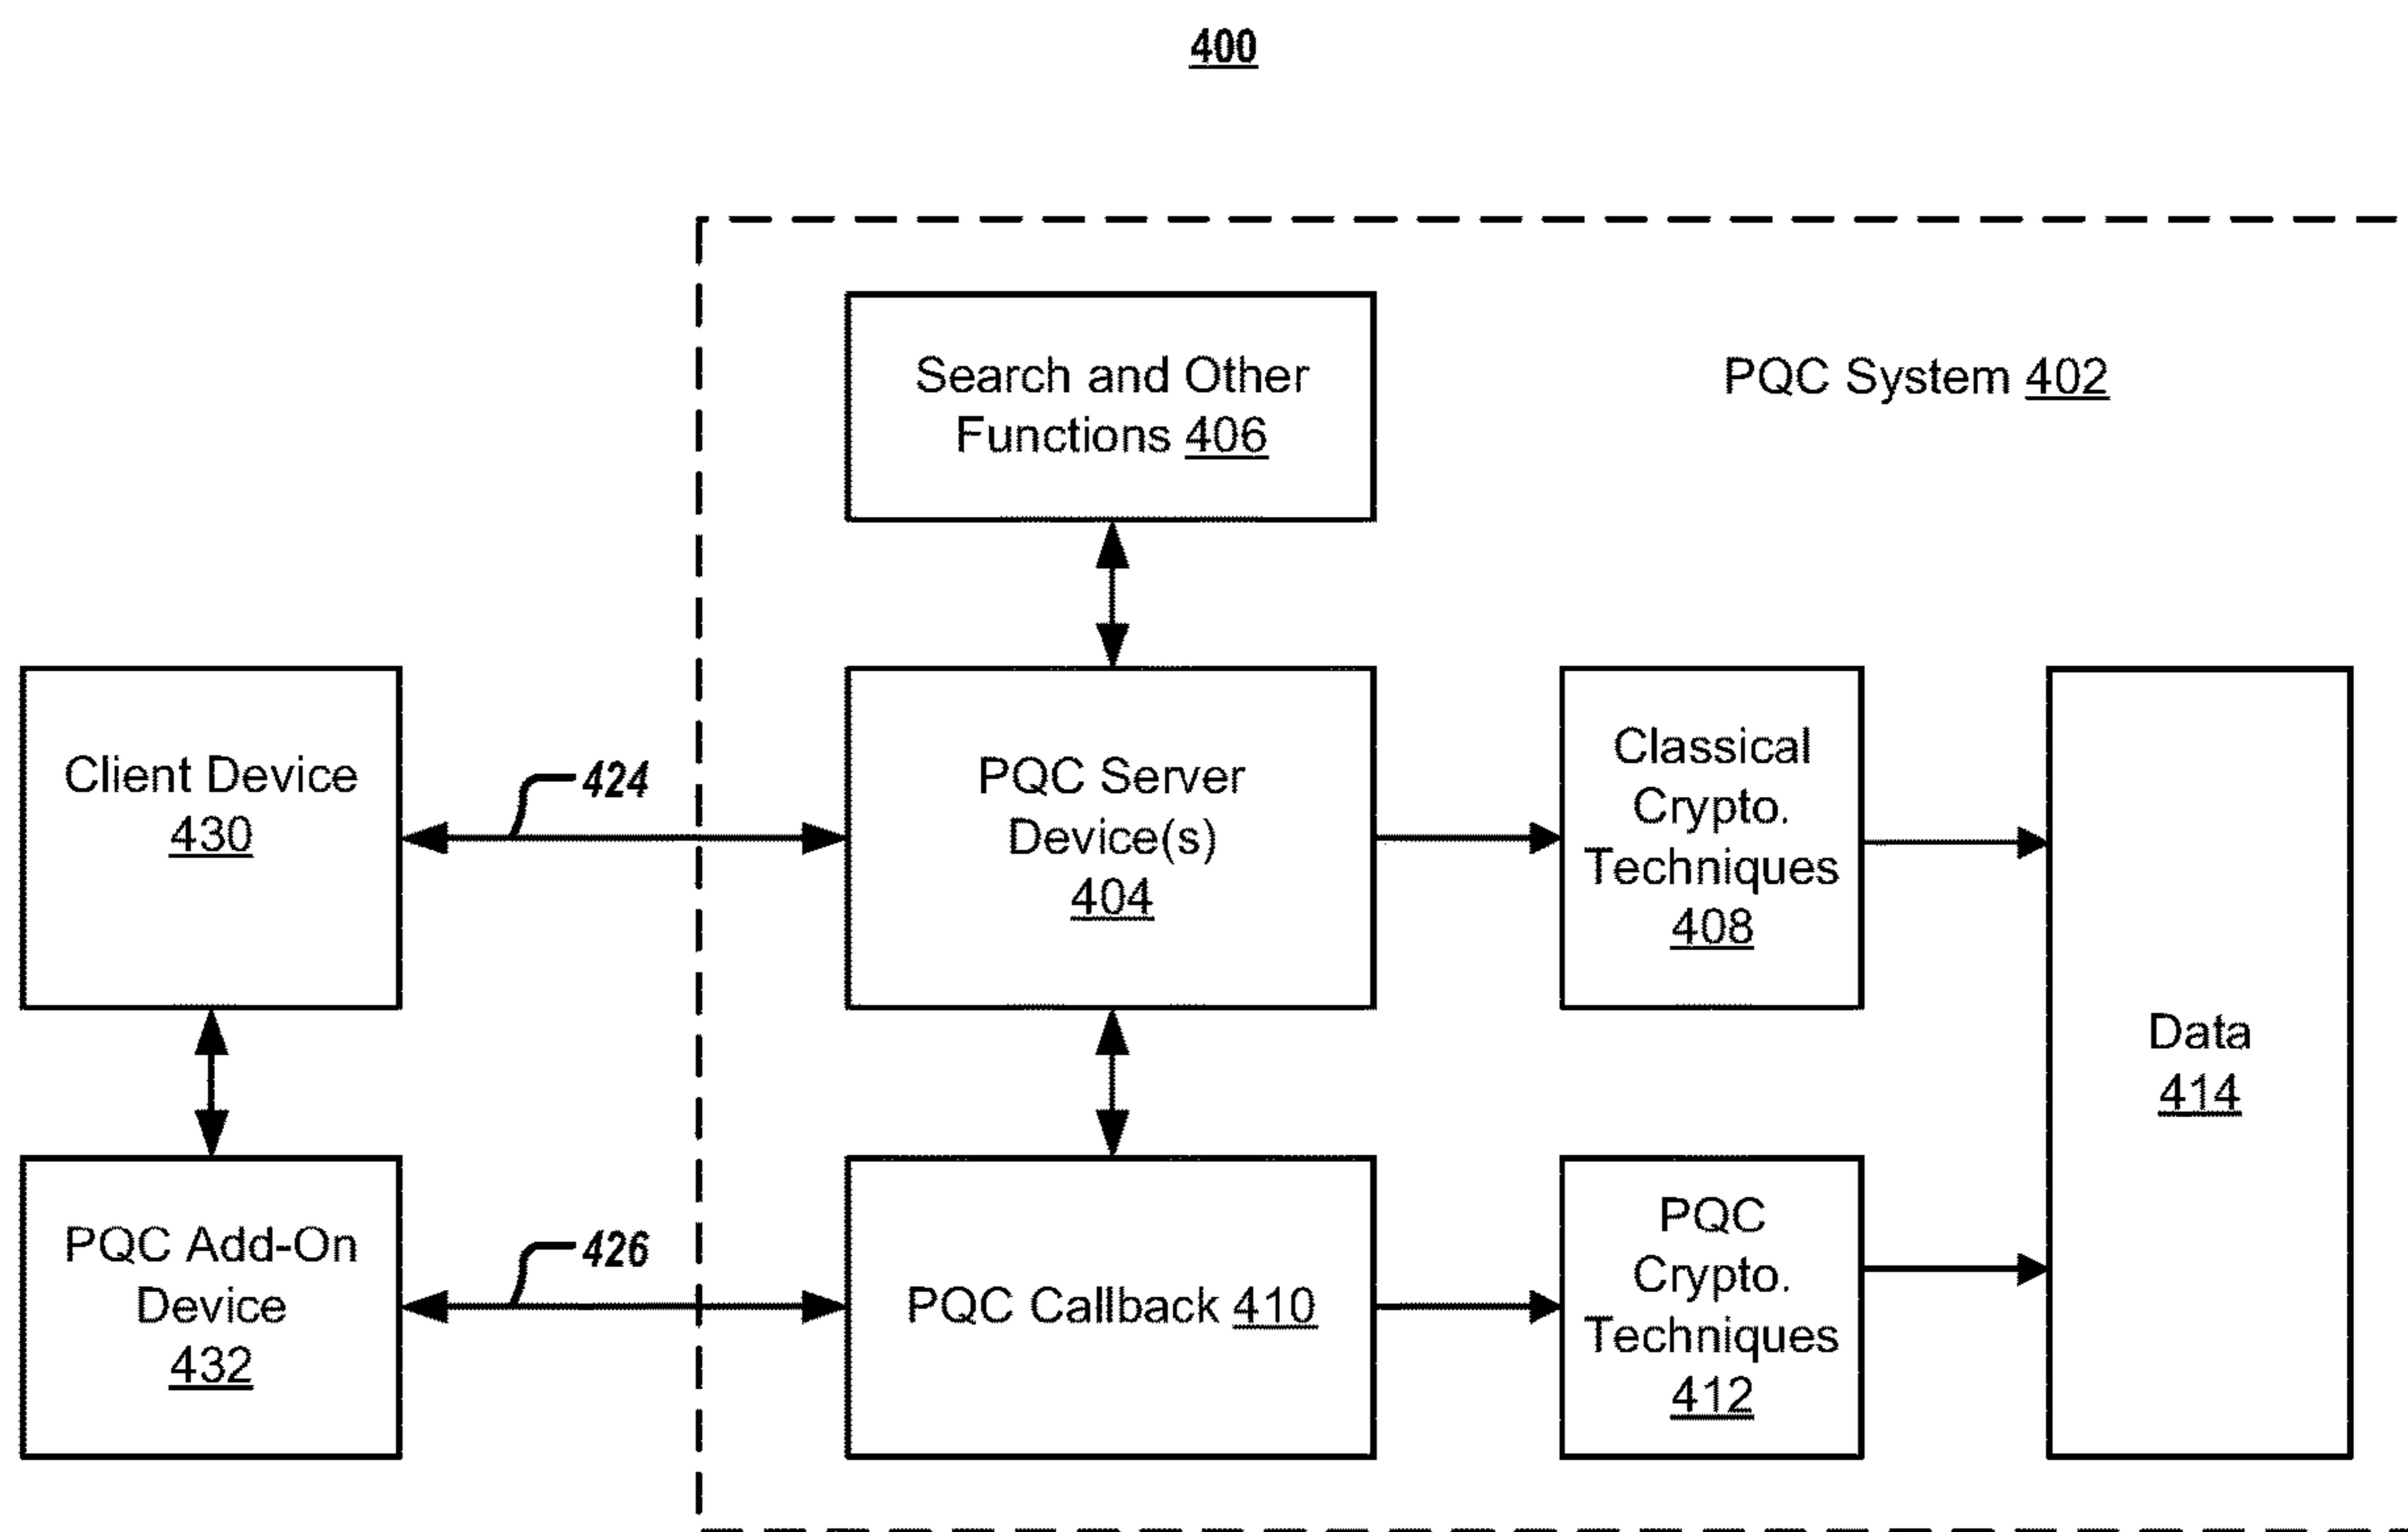 400
Search and Other
Functions 406
PQC System 402
Client Device
430
424
PQC Server
Device(s)
404
Classical
Crypto.
Techniques
408
Data
414
PQC Add-On
Device
432
426
PQC Callback 410
PQC
Crypto.
Techniques
412